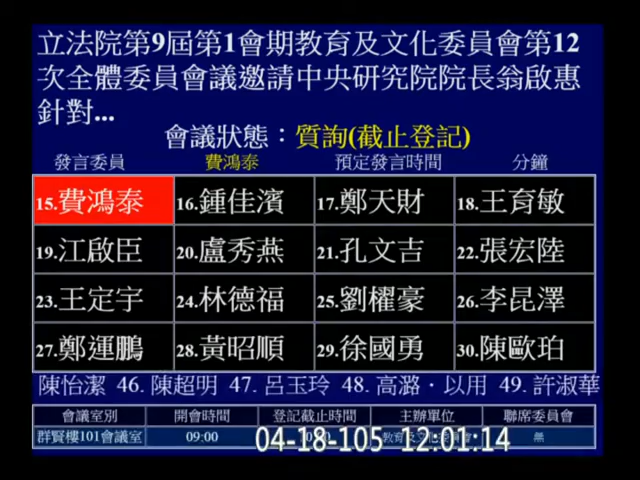 立法院第9屆第1會期教育及文化委員會第12
次全體委員會議邀請中央研究院院長翁啟惠
針對...
會議狀態：質詢(截止登記)
發言委員 費鴻泰 預定發言時間 分鐘
15.費鴻泰 16.鍾佳濱 17.鄭天財 18.王育敏
19.江啟臣 20.盧秀燕 21.孔文吉 22.張宏陸
23.王定宇 24.林德福 25.劉櫂豪 26.李昆澤
27.鄭運鵬 28.黃昭順 29.徐國勇 30.陳歐珀
陳怡潔 46. 陳超明 47. 呂玉玲 48. 高潞．以用 49. 許淑華
會議室別 開會時間 登記截止時間 主辦單位 聯席委員會
群賢樓101會議室 09:00 教育及文化委員會 無
04-18-105 12:01:14